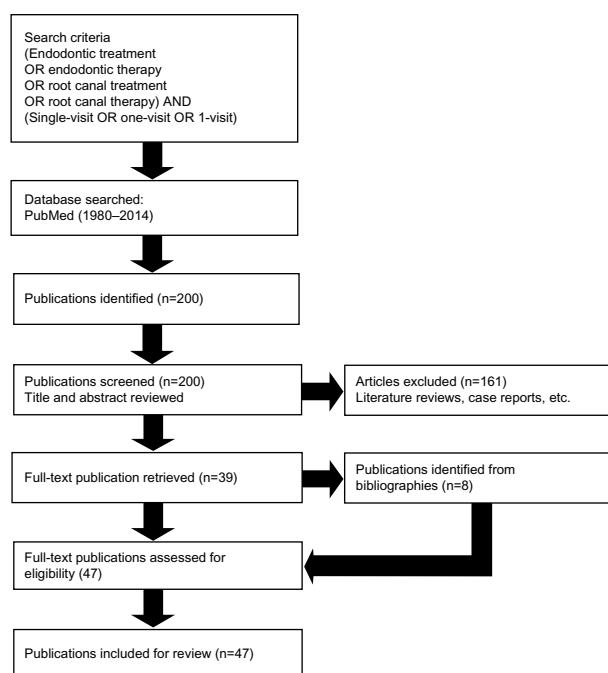 Search criteria
(Endodontic treatment
OR endodontic therapy
OR root canal treatment
OR root canal therapy) AND
(Single-visit OR one-visit OR 1-visit)
Database searched:
PubMed (1980–2014)
Publications identified (n=200)
Publications screened (n=200)
Title and abstract reviewed
Articles excluded (n=161)
Literature reviews, case reports, etc.
Full-text publication retrieved (n=39)
Publications identified from
bibliographies (n=8)
Full-text publications assessed for
eligibility (47)
Publications included for review (n=47)